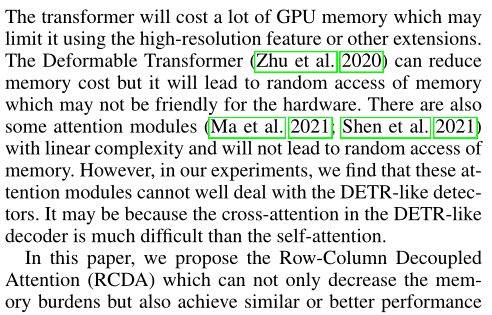 The transformer will cost a lot of GPU memory which may
limit it using the high-resolution feature or other extensions.
The Deformable Transformer (Zhu et al. 2020) can reduce
memory cost but it will lead to random access of memory
which may not be friendly for the hardware. There are also
some attention modules (Ma et al. 2021; Shen et al. 2021)
with linear complexity and will not lead to random access of
memory. However, in our experiments, we find that these at-
tention modules cannot well deal with the DETR-like detec-
tors. It may be because the cross-attention in the DETR-like
decoder is much difficult than the self-attention.
In this paper, we propose the Row-Column Decoupled
Attention (RCDA) which can not only decrease the mem-
ory burdens but also achieve similar or better performance